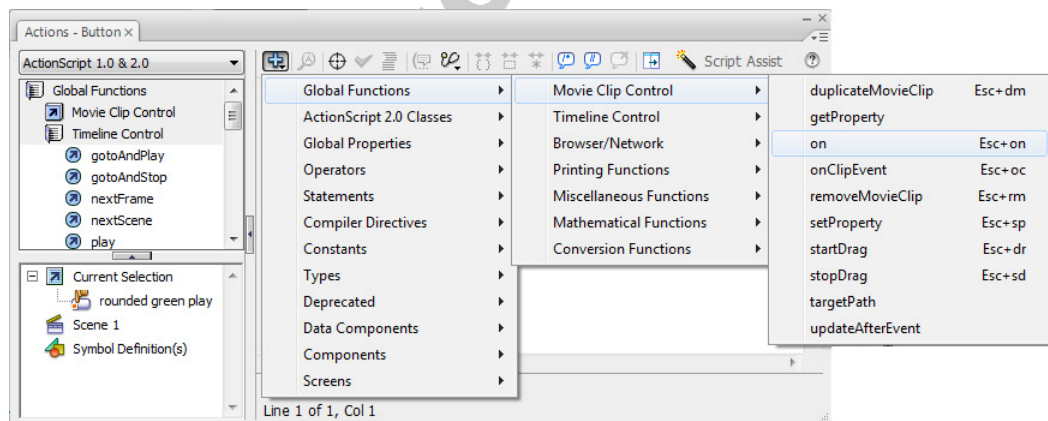 Actions - Button ×
ActionScript 1.0 & 2.0
Script Assist
Global Functions
Movie Clip Control
Timeline Control
gotoAndPlay
gotoAndStop
nextFrame
nextScene
play
Current Selection
rounded green play
Scene 1
Symbol Definition(s)
Global Functions
ActionScript 2.0 Classes
Global Properties
Operators
Statements
Compiler Directives
Constants
Types
Deprecated
Data Components
Components
Screens
Movie Clip Control
Timeline Control
Browser/Network
Printing Functions
Miscellaneous Functions
Mathematical Functions
Conversion Functions
duplicateMovieClip Esc+dm
getProperty
on Esc+on
onClipEvent Esc+oc
removeMovieClip Esc+rm
setProperty Esc+sp
startDrag Esc+dr
stopDrag Esc+sd
targetPath
updateAfterEvent
Line 1 of 1, Col 1